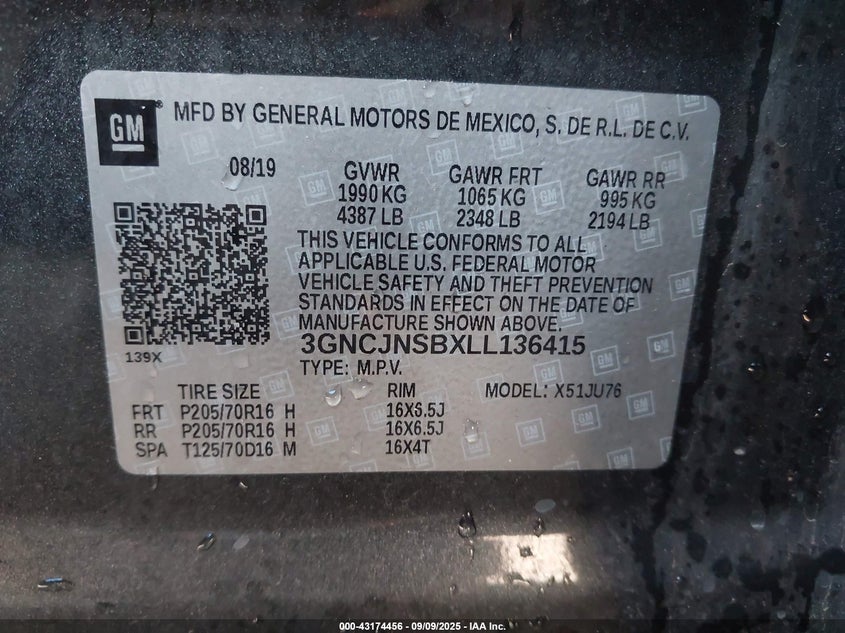 GM
MFD BY GENERAL MOTORS DE MEXICO, S. DE R.L. DE C.V.
08/19 GVWR GAWR FRT GAWR RR
1990 KG 1065 KG 995 KG
4387 LB 2348 LB 2194 LB
THIS VEHICLE CONFORMS TO ALL
APPLICABLE U.S. FEDERAL MOTOR
VEHICLE SAFETY AND THEFT PREVENTION
STANDARDS IN EFFECT ON THE DATE OF
MANUFACTURE SHOWN ABOVE.
139X
3GNCJNSBXLL136415
TYPE: M.P.V.
TIRE SIZE RIM MODEL: X51JU76
FRT P205/70R16 H 16X6.5J
RR P205/70R16 H 16X6.5J
SPA T125/70D16 M 16X4T
000-43174456 - 09/09/2025 - IAA Inc.